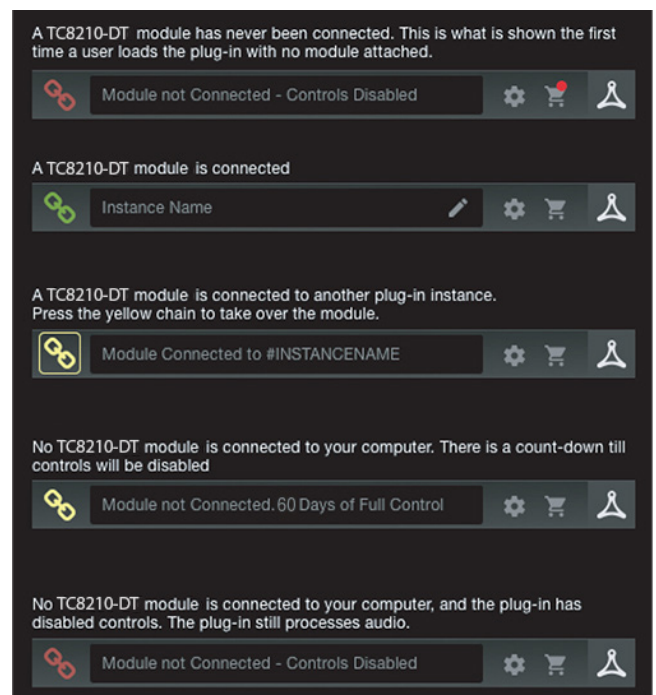 A TC8210-DT module has never been connected. This is what is shown the first
time a user loads the plug-in with no module attached.
Module not Connected - Controls Disabled
A TC8210-DT module is connected
Instance Name
A TC8210-DT module is connected to another plug-in instance.
Press the yellow chain to take over the module.
Module Connected to #INSTANCENAME
No TC8210-DT module is connected to your computer. There is a count-down till
controls will be disabled
Module not Connected. 60 Days of Full Control
No TC8210-DT module is connected to your computer, and the plug-in has
disabled controls. The plug-in still processes audio.
Module not Connected - Controls Disabled